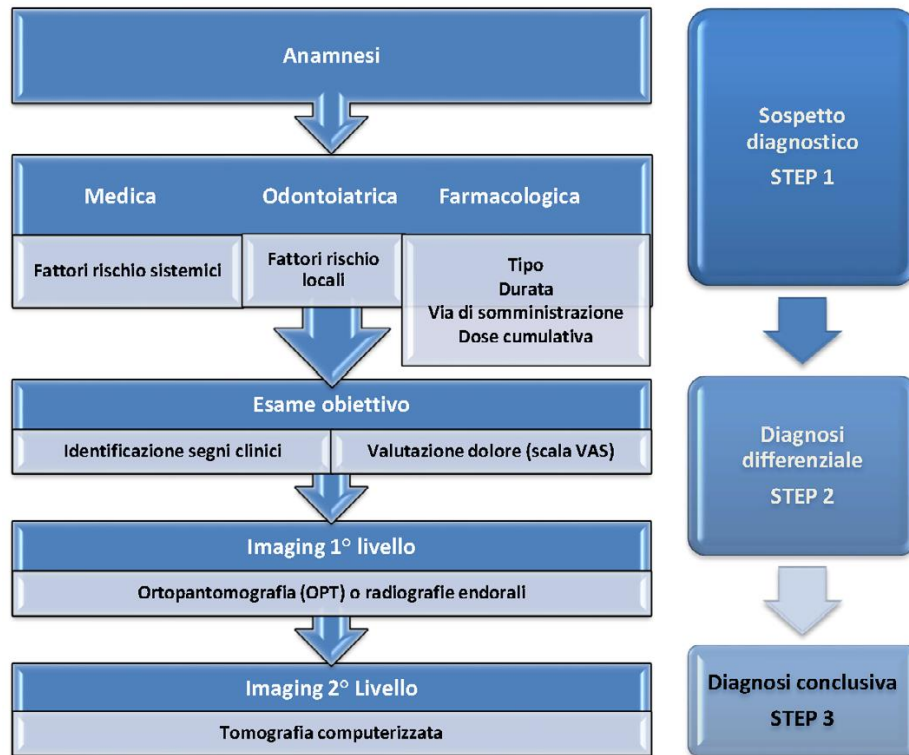 Anamnesi
Medica
Odontoiatrica
Farmacologica
Fattori rischio sistemici
Fattori rischio
locali
Tipo
Durata
Via di somministrazione
Dose cumulativa
Esame obiettivo
Identificazione segni clinici
Valutazione dolore (scala VAS)
Imaging 1° livello
Ortopantomografia (OPT) o radiografie endorali
Imaging 2° Livello
Tomografia computerizzata
Sospetto
diagnostico
STEP 1
Diagnosi
differenziale
STEP 2
Diagnosi conclusiva
STEP 3